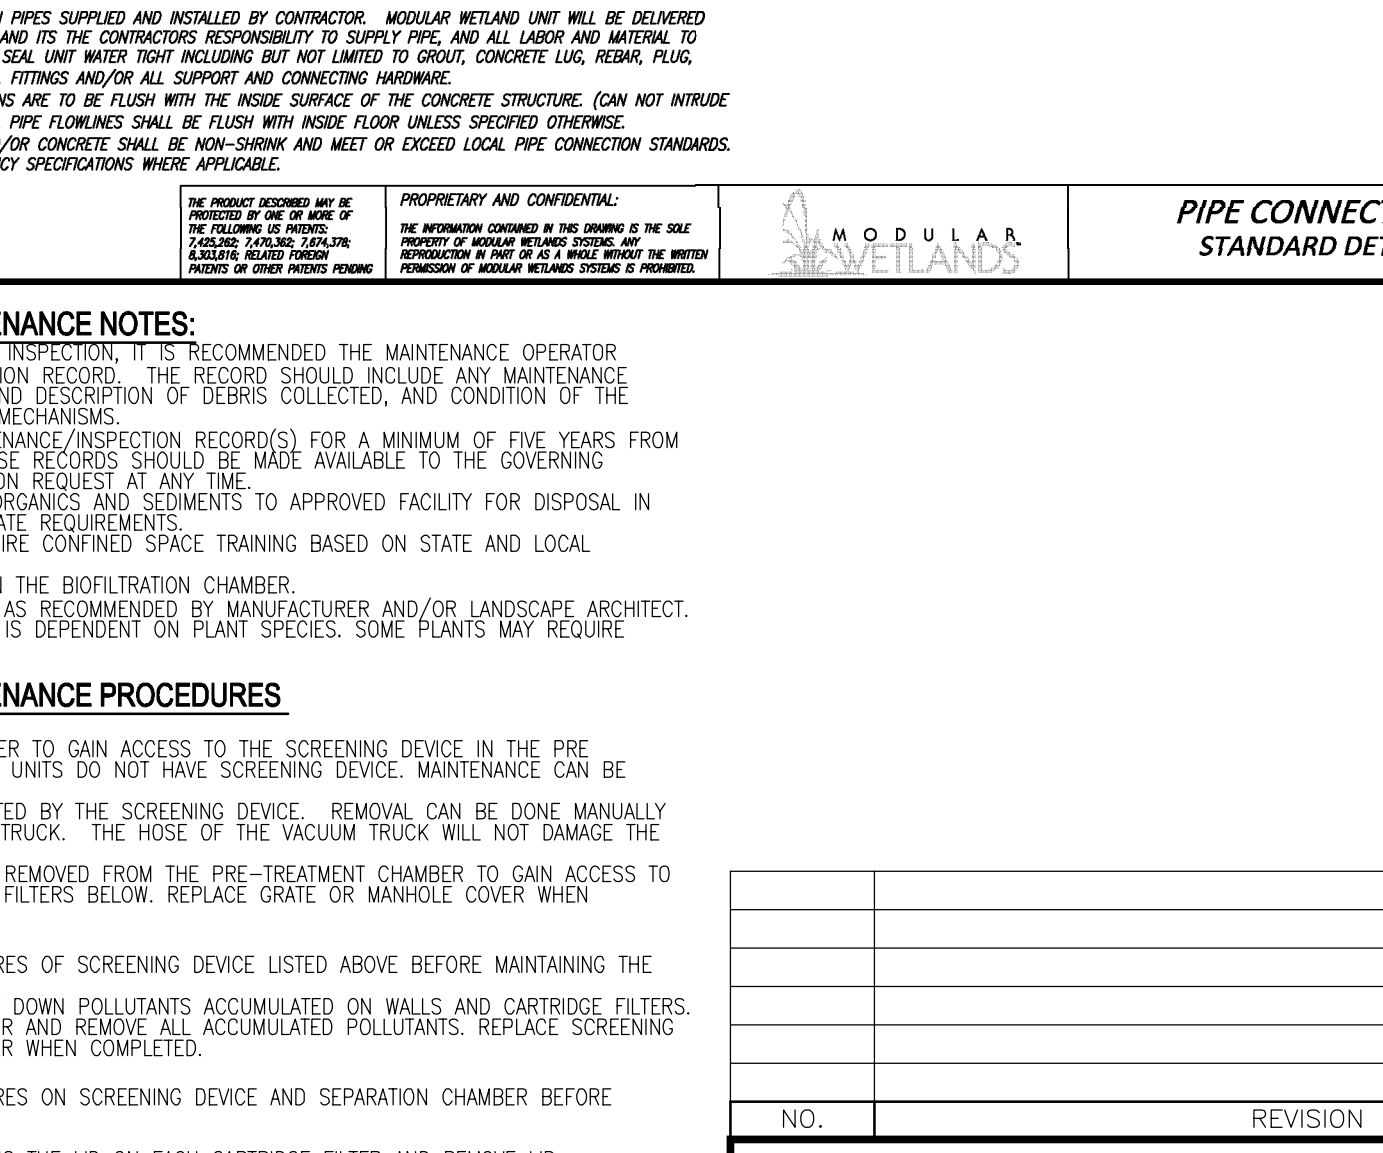 PIPES SUPPLIED AND INSTALLED BY CONTRACTOR. MODULAR WETLAND UNIT WILL BE DELIVERED
AND ITS THE CONTRACTORS RESPONSIBILITY TO SUPPLY PIPE, AND ALL LABOR AND MATERIAL TO
SEAL UNIT WATER TIGHT INCLUDING BUT NOT LIMITED TO GROUT, CONCRETE LUG, REBAR, PLUG,
FITTINGS AND/OR ALL SUPPORT AND CONNECTING HARDWARE.
NS ARE TO BE FLUSH WITH THE INSIDE SURFACE OF THE CONCRETE STRUCTURE. (CAN NOT INTRUDE
PIPE FLOWLINES SHALL BE FLUSH WITH INSIDE FLOOR UNLESS SPECIFIED OTHERWISE.
/OR CONCRETE SHALL BE NON-SHRINK AND MEET OR EXCEED LOCAL PIPE CONNECTION STANDARDS.
CY SPECIFICATIONS WHERE APPLICABLE.
THE PRODUCT DESCRIBED MAY BE
PROTECTED BY ONE OR MORE OF
THE FOLLOWING US PATENTS:
7,425,262; 7,470,362; 7,674,378;
8,303,816; RELATED FOREIGN
PATENTS OR OTHER PATENTS PENDING
PROPRIETARY AND CONFIDENTIAL:
THE INFORMATION CONTAINED IN THIS DRAWING IS THE SOLE
PROPERTY OF MODULAR WETLANDS SYSTEMS. ANY
REPRODUCTION IN PART OR AS A WHOLE WITHOUT THE WRITTEN
PERMISSION OF MODULAR WETLANDS SYSTEMS IS PROHIBITED.
MODULAR
WETLANDS
PIPE CONNECT
STANDARD DET
ENANCE NOTES:
INSPECTION, IT IS RECOMMENDED THE MAINTENANCE OPERATOR
ION RECORD. THE RECORD SHOULD INCLUDE ANY MAINTENANCE
ND DESCRIPTION OF DEBRIS COLLECTED, AND CONDITION OF THE
MECHANISMS.
ENANCE/INSPECTION RECORD(S) FOR A MINIMUM OF FIVE YEARS FROM
SE RECORDS SHOULD BE MADE AVAILABLE TO THE GOVERNING
ON REQUEST AT ANY TIME.
ORGANICS AND SEDIMENTS TO APPROVED FACILITY FOR DISPOSAL IN
ATE REQUIREMENTS.
IRE CONFINED SPACE TRAINING BASED ON STATE AND LOCAL
N THE BIOFILTRATION CHAMBER.
AS RECOMMENDED BY MANUFACTURER AND/OR LANDSCAPE ARCHITECT.
IS DEPENDENT ON PLANT SPECIES. SOME PLANTS MAY REQUIRE
ENANCE PROCEDURES
ER TO GAIN ACCESS TO THE SCREENING DEVICE IN THE PRE
UNITS DO NOT HAVE SCREENING DEVICE. MAINTENANCE CAN BE
TED BY THE SCREENING DEVICE. REMOVAL CAN BE DONE MANUALLY
TRUCK. THE HOSE OF THE VACUUM TRUCK WILL NOT DAMAGE THE
REMOVED FROM THE PRE-TREATMENT CHAMBER TO GAIN ACCESS TO
FILTERS BELOW. REPLACE GRATE OR MANHOLE COVER WHEN
RES OF SCREENING DEVICE LISTED ABOVE BEFORE MAINTAINING THE
DOWN POLLUTANTS ACCUMULATED ON WALLS AND CARTRIDGE FILTERS.
R AND REMOVE ALL ACCUMULATED POLLUTANTS. REPLACE SCREENING
R WHEN COMPLETED.
RES ON SCREENING DEVICE AND SEPARATION CHAMBER BEFORE
THE LID ON EACH CARTRIDGE FILTER AND REMOVE
NO. REVISION